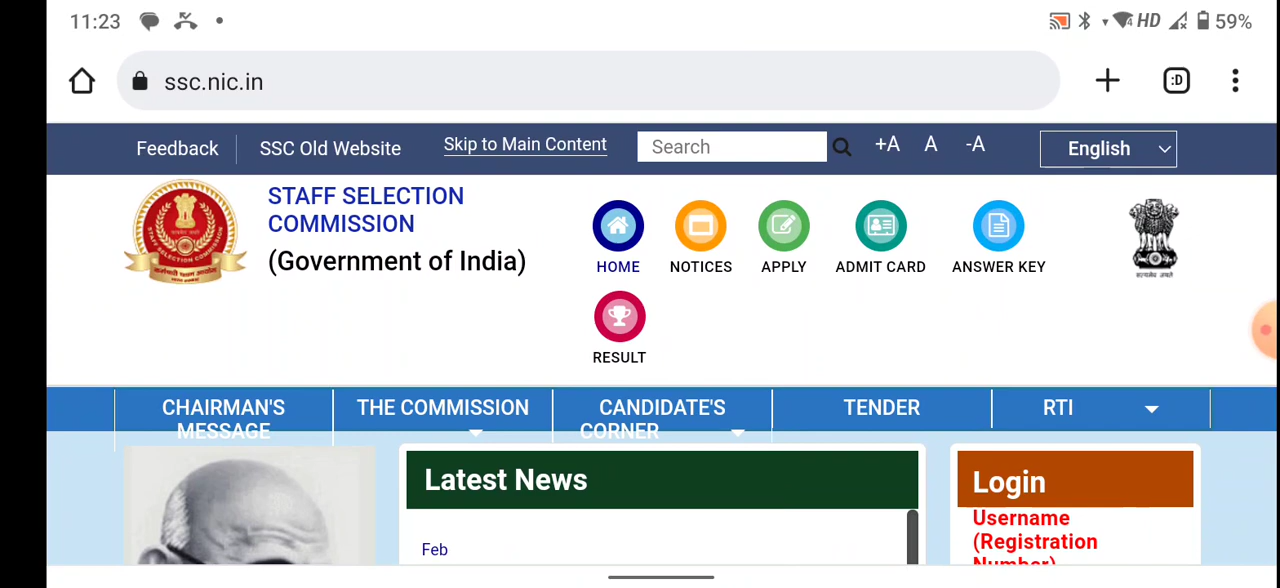 11:23 HD 59%
ssc.nic.in :D
Feedback SSC Old Website Skip to Main Content Search +A A -A English
STAFF SELECTION
COMMISSION
(Government of India)
HOME NOTICES APPLY ADMIT CARD ANSWER KEY
RESULT
CHAIRMAN'S
MESSAGE
THE COMMISSION
CANDIDATE'S
CORNER
TENDER
RTI
Latest News
Feb
Login
Username
(Registration
Number)